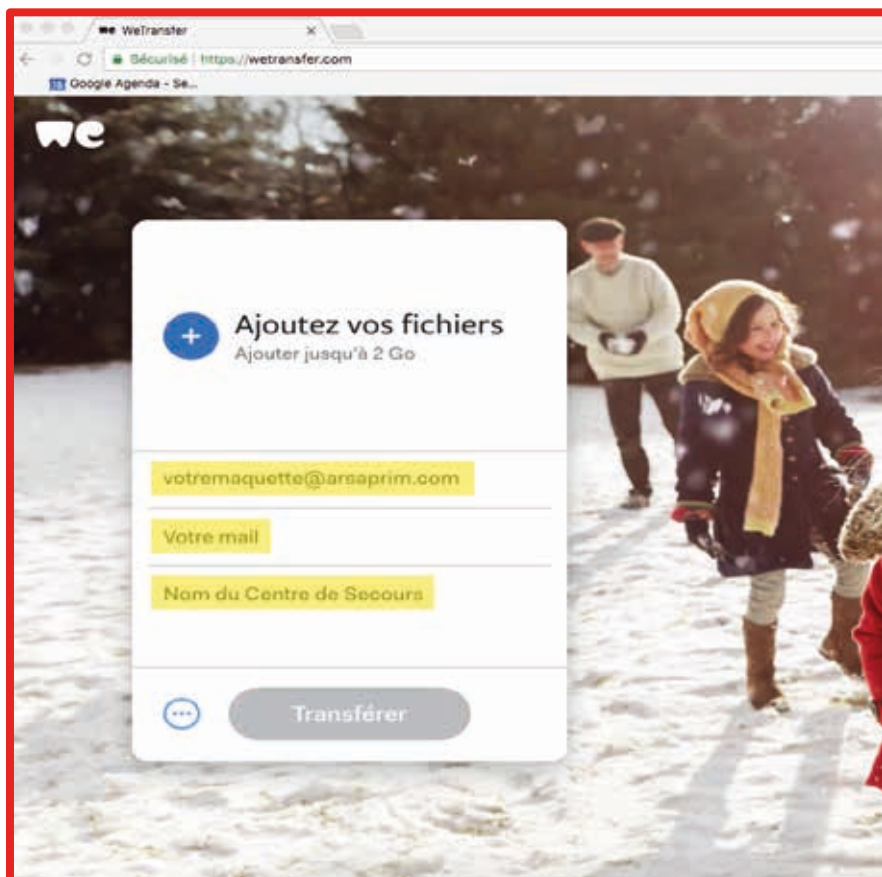 we WeTransfer
Sécurisé https://wetransfer.com
Google Agenda - Se...
we
Ajoutez vos fichiers
Ajouter jusqu'à 2 Go
votremaquette@arsaprim.com
Votre mail
Nom du Centre de Secours
Transférer